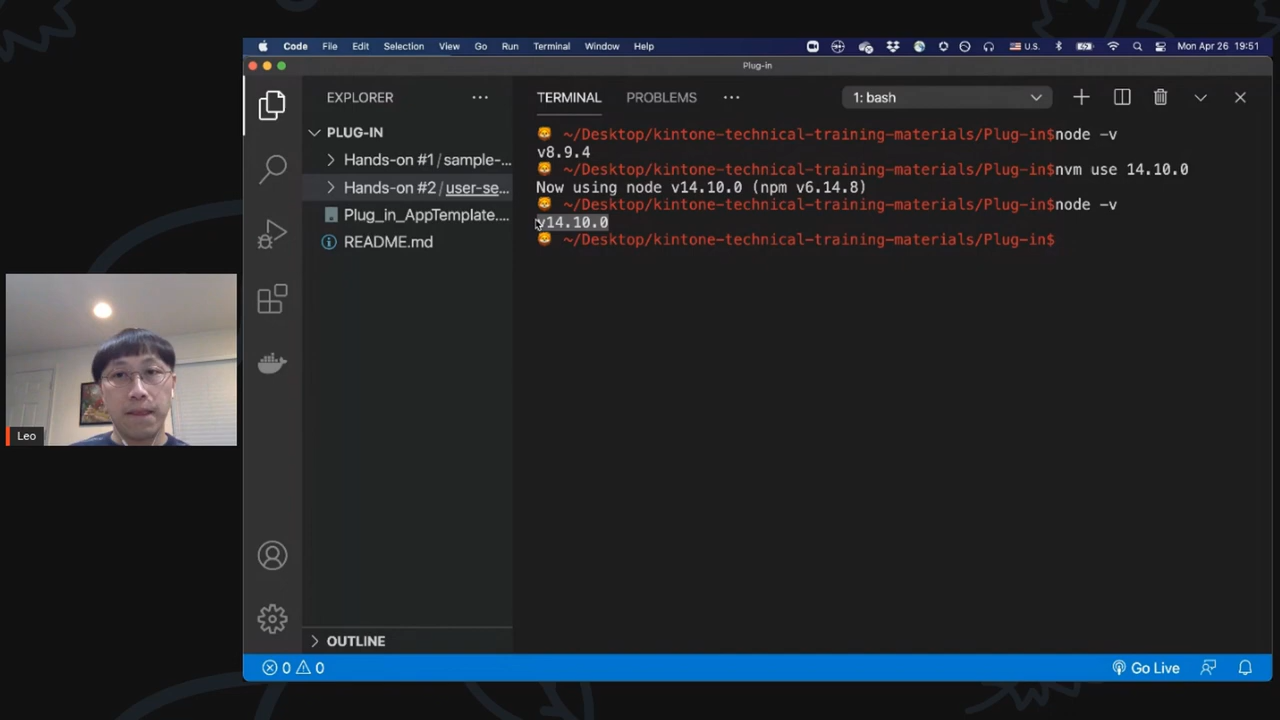 Code File Edit Selection View Go Run Terminal Window Help U.S. Mon Apr 26 19:51
Plug-in
EXPLORER
PLUG-IN
Hands-on #1 / sample-...
Hands-on #2 / user-se...
Plug_in_AppTemplate....
README.md
OUTLINE
TERMINAL PROBLEMS 1: bash
~/Desktop/kintone-technical-training-materials/Plug-in$node -v
v8.9.4
~/Desktop/kintone-technical-training-materials/Plug-in$nvm use 14.10.0
Now using node v14.10.0 (npm v6.14.8)
~/Desktop/kintone-technical-training-materials/Plug-in$node -v
v14.10.0
~/Desktop/kintone-technical-training-materials/Plug-in$
Leo
0 0 Go Live